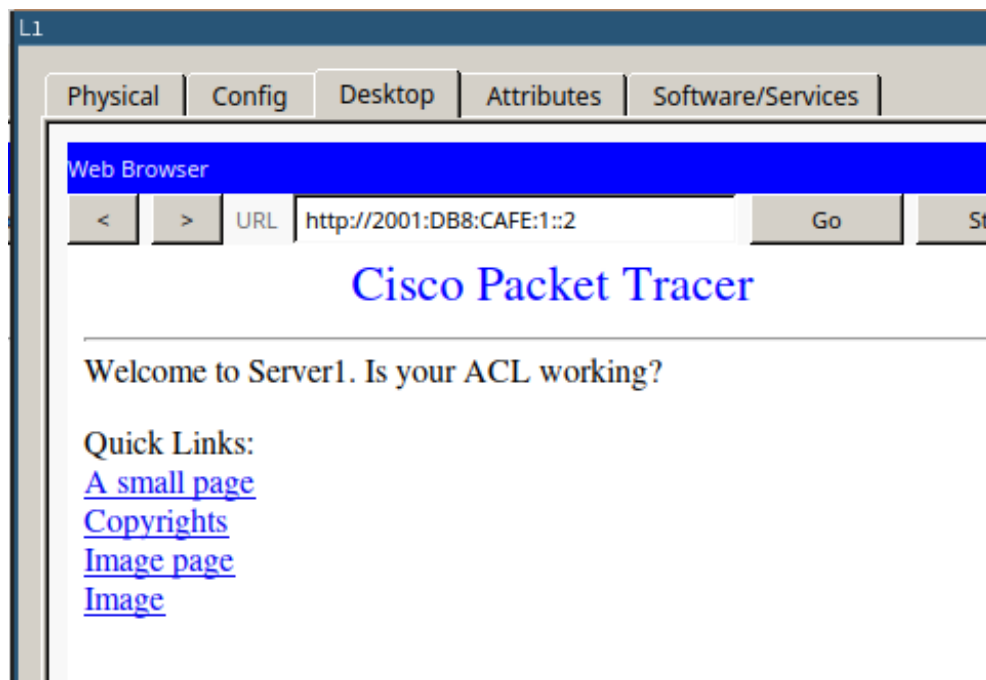 L1
Physical Config Desktop Attributes Software/Services
Web Browser
< > URL http://2001:DB8:CAFE:1::2 Go
Cisco Packet Tracer
Welcome to Server1. Is your ACL working?
Quick Links:
A small page
Copyrights
Image page
Image